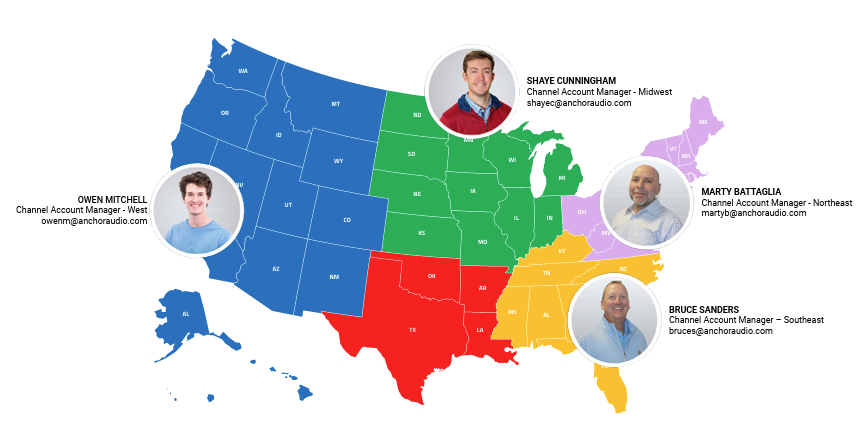 SHAYE CUNNINGHAM
Channel Account Manager - Midwest
shayec@anchoraudio.com
OWEN MITCHELL
Channel Account Manager - West
owenm@anchoraudio.com
MARTY BATTAGLIA
Channel Account Manager - Northeast
martyb@anchoraudio.com
BRUCE SANDERS
Channel Account Manager – Southeast
bruces@anchoraudio.com
WA
OR
ID
MT
WY
NV
UT
CO
AZ
NM
AL
ND
SD
NE
KS
MN
IA
MO
WI
IL
IN
MI
OK
TX
AR
LA
KY
TN
NC
MS
AL
OH
WV
VT
NH
ME